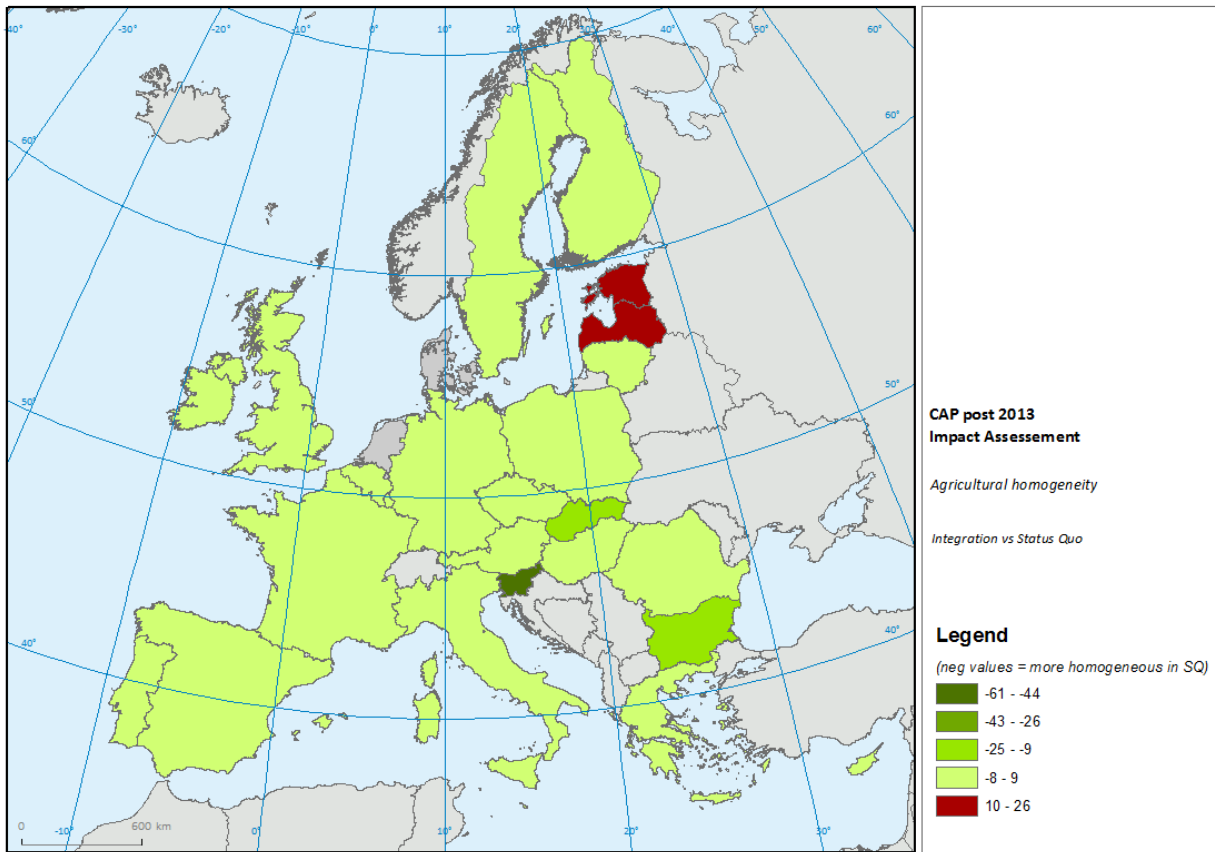 -40° -30° -20° -10° 0° 10° 20° 30° 40° 50° 60°
60° 60°
50° 50°
40° 40°
0 600 km
-10° 0° 10° 20° 30°
CAP post 2013
Impact Assessement
Agricultural homogeneity
Integration vs Status Quo
Legend
(neg values = more homogeneous in SQ)
-61 - -44
-43 - -26
-25 - -9
-8 - 9
10 - 26